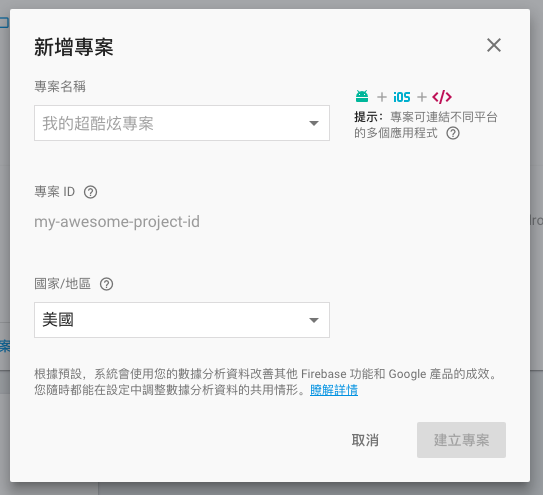 新增專案
專案名稱
我的超酷炫專案
+ iOS + </>
提示：專案可連結不同平台
的多個應用程式
專案 ID
my-awesome-project-id
國家/地區
美國
根據預設，系統會使用您的數據分析資料改善其他 Firebase 功能和 Google 產品的成效。
您隨時都能在設定中調整數據分析資料的共用情形。瞭解詳情
取消
建立專案